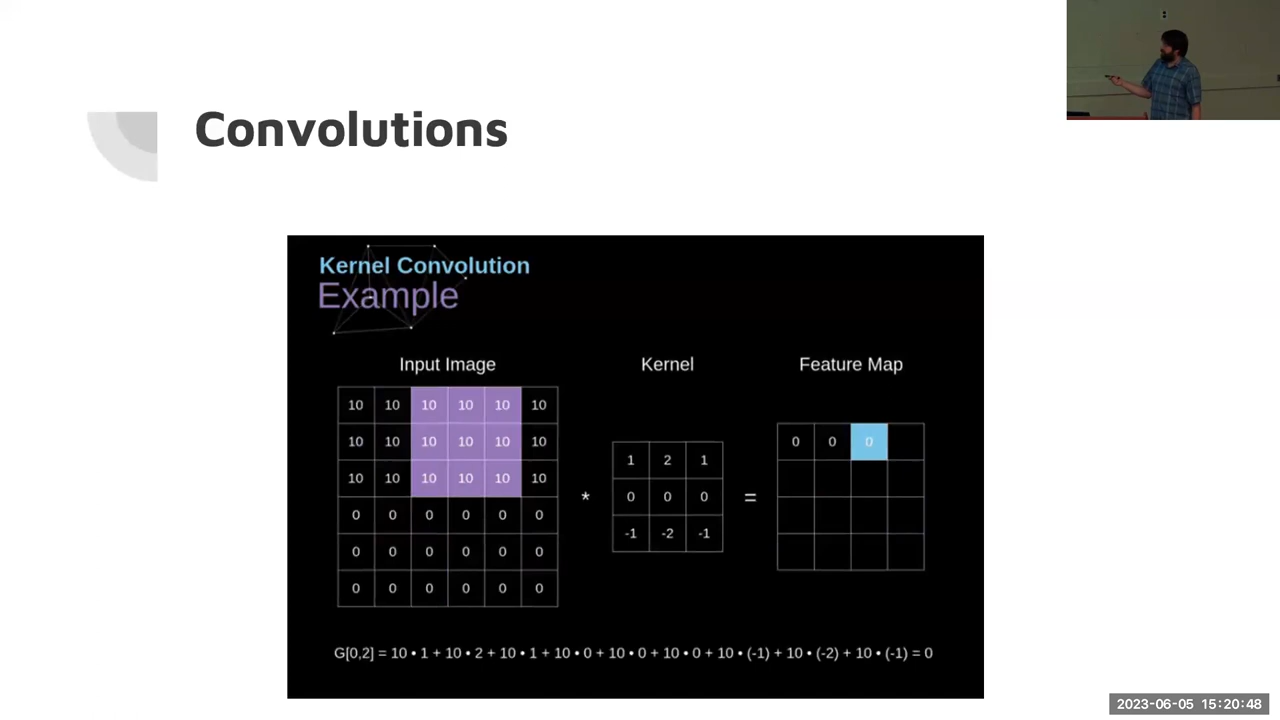 Convolutions
Kernel Convolution
Example
Input Image
Kernel
Feature Map
10 10 10 10 10 10
10 10 10 10 10 10
10 10 10 10 10 10
0 0 0 0 0 0
0 0 0 0 0 0
0 0 0 0 0 0
*
1 2 1
0 0 0
-1 -2 -1
=
0 0 0
G[0,2] = 10 • 1 + 10 • 2 + 10 • 1 + 10 • 0 + 10 • 0 + 10 • 0 + 10 • (-1) + 10 • (-2) + 10 • (-1) = 0
2023-06-05 15:20:48